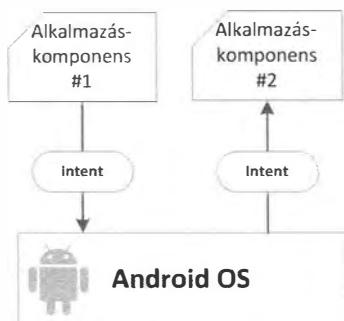 Alkalmazás-
komponens
#1
Alkalmazás-
komponens
#2
Intent
Intent
Android OS